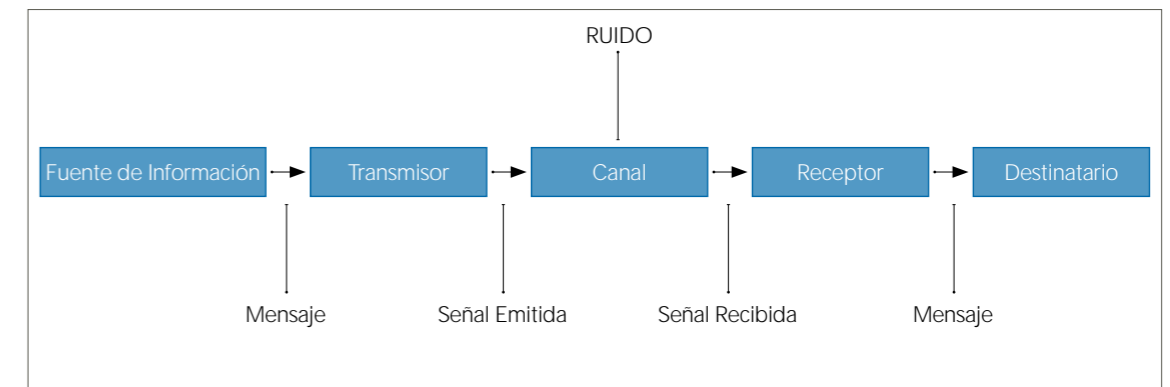 RUIDO
Fuente de Información
Transmisor
Canal
Receptor
Destinatario
Mensaje
Señal Emitida
Señal Recibida
Mensaje